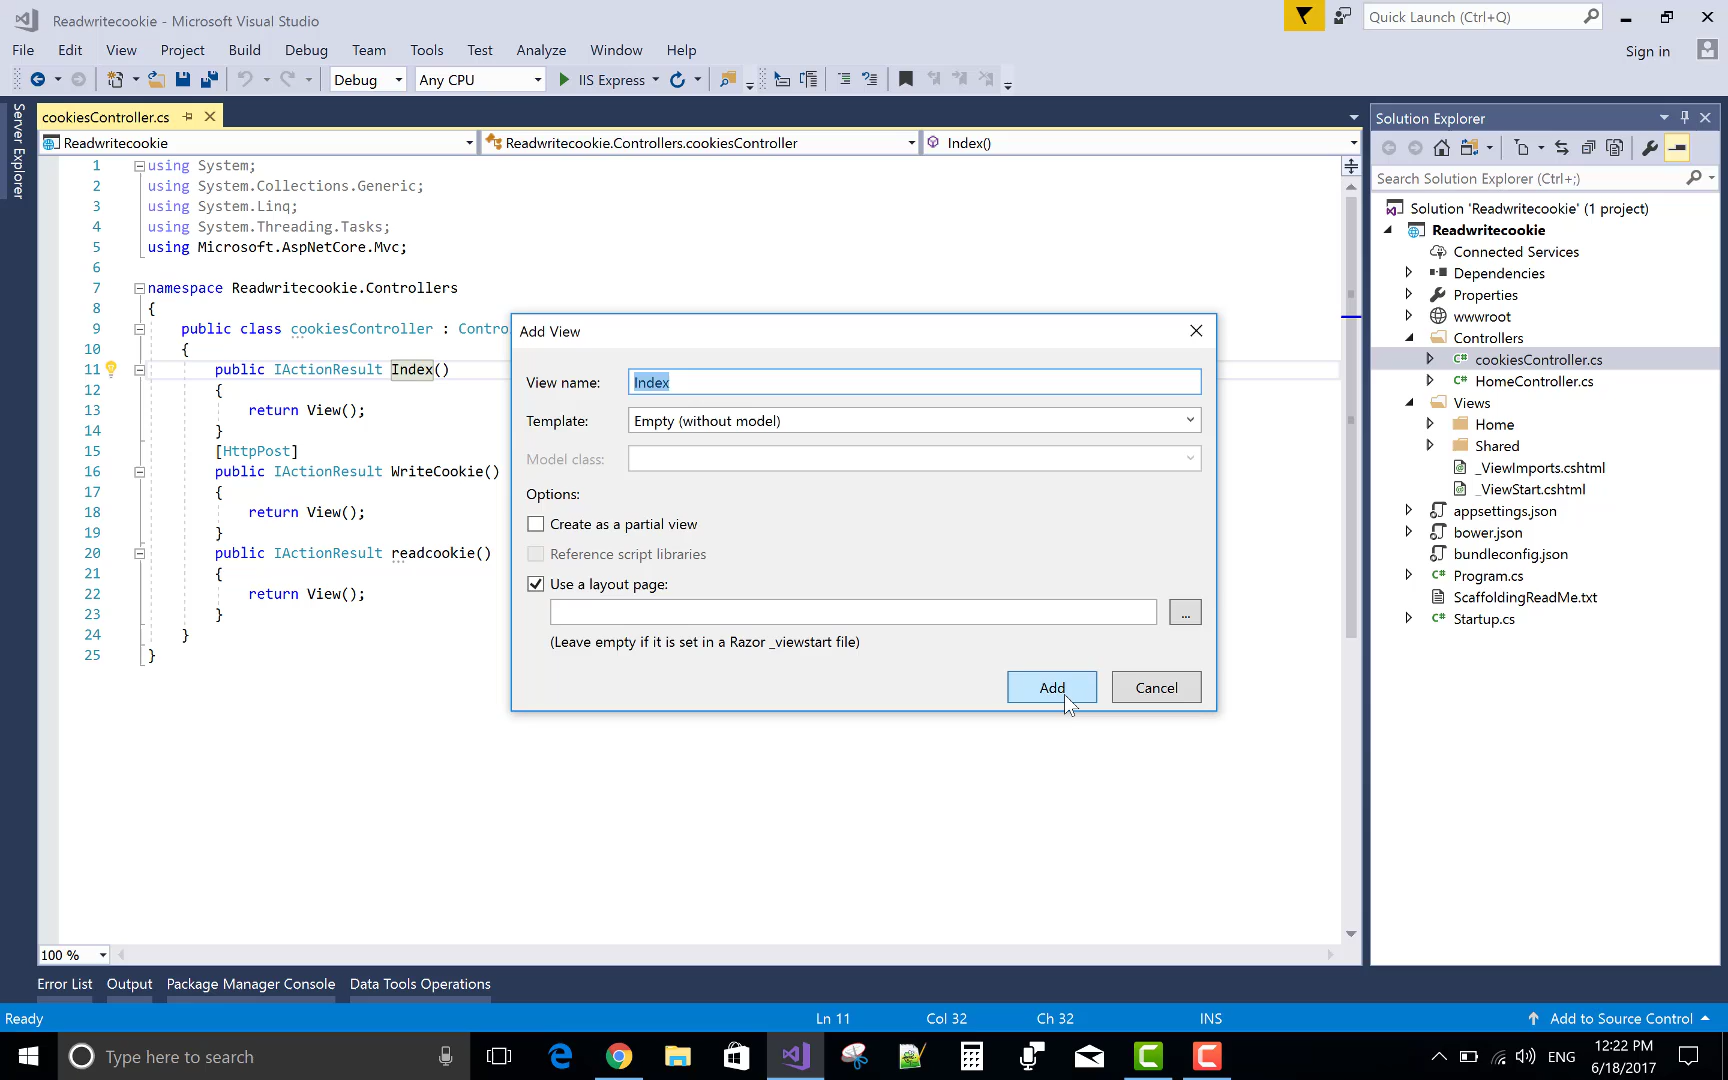 Readwritecookie - Microsoft Visual Studio
Quick Launch (Ctrl+Q)
File Edit View Project Build Debug Team Tools Test Analyze Window Help
Sign in
Debug Any CPU IIS Express
Server Explorer
cookiesController.cs
Readwritecookie Readwritecookie.Controllers.cookiesController Index()
1 using System;
2 using System.Collections.Generic;
3 using System.Linq;
4 using System.Threading.Tasks;
5 using Microsoft.AspNetCore.Mvc;
6
7 namespace Readwritecookie.Controllers
8 {
9 public class cookiesController : Contro
10 {
11 public IActionResult Index()
12 {
13 return View();
14 }
15 [HttpPost]
16 public IActionResult WriteCookie()
17 {
18 return View();
19 }
20 public IActionResult readcookie()
21 {
22 return View();
23 }
24 }
25 }
Add View
View name: Index
Template: Empty (without model)
Model class:
Options:
Create as a partial view
Reference script libraries
Use a layout page:
...
(Leave empty if it is set in a Razor _viewstart file)
Add Cancel
Solution Explorer
Search Solution Explorer (Ctrl+;)
Solution 'Readwritecookie' (1 project)
Readwritecookie
Connected Services
Dependencies
Properties
wwwroot
Controllers
C# cookiesController.cs
C# HomeController.cs
Views
Home
Shared
_ViewImports.cshtml
_ViewStart.cshtml
appsettings.json
bower.json
bundleconfig.json
C# Program.cs
ScaffoldingReadMe.txt
C# Startup.cs
100 %
Error List Output Package Manager Console Data Tools Operations
Ready Ln 11 Col 32 Ch 32 INS Add to Source Control
Type here to search
ENG
12:22 PM
6/18/2017